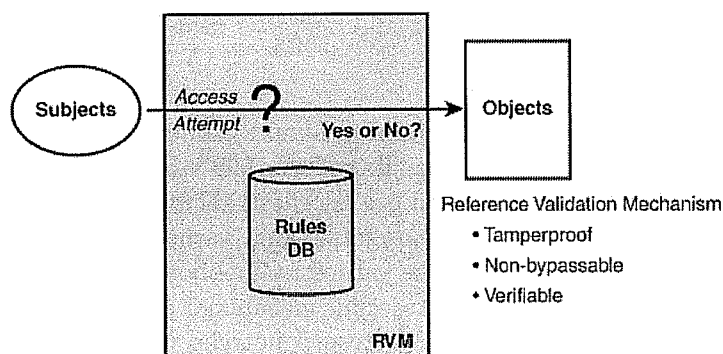 Subjects
Access
Attempt
?
Yes or No?
Objects
Rules
DB
RVM
Reference Validation Mechanism
• Tamperproof
• Non-bypassable
• Verifiable